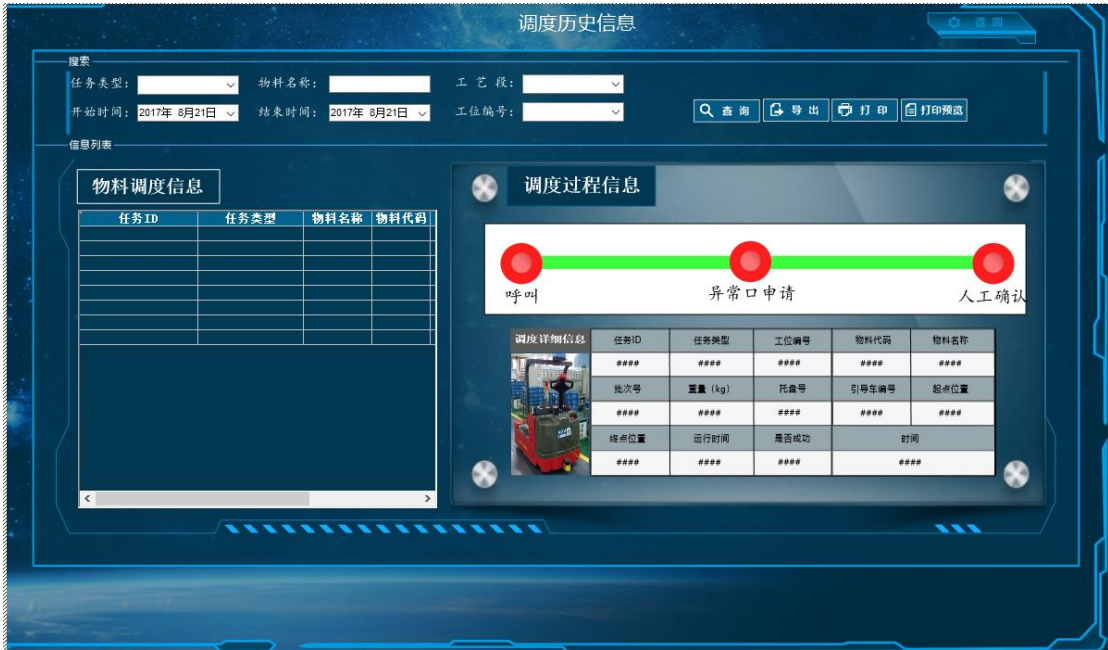 调度历史信息
返回
搜索
任务类型: 物料名称: 工 艺 段:
开始时间: 2017年 8月21日 结束时间: 2017年 8月21日 工位编号:
查 询 导 出 打 印 打印预览
信息列表
物料调度信息
任务ID 任务类型 物料名称 物料代码
调度过程信息
呼叫 异常口申请 人工确认
调度详细信息
任务ID 任务类型 工位编号 物料代码 物料名称
#### #### #### #### ####
批次号 重量 (kg) 托盘号 引导车编号 起点位置
#### #### #### #### ####
终点位置 运行时间 是否成功 时间
#### #### #### ####